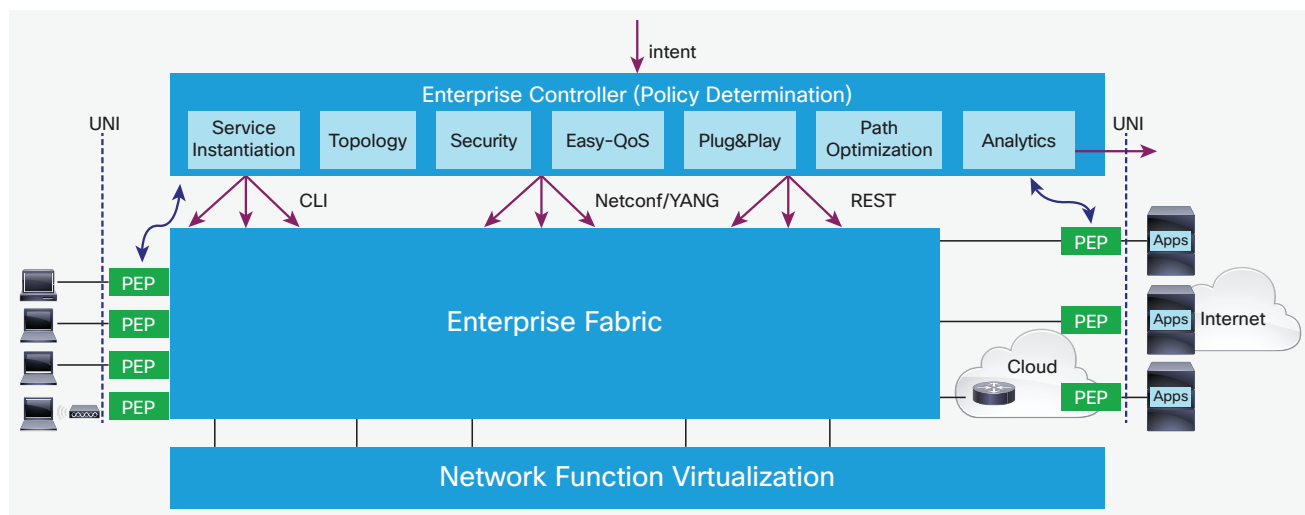 intent
Enterprise Controller (Policy Determination)
UNI
UNI
Service
Instantiation
Topology
Security
Easy-QoS
Plug&Play
Path
Optimization
Analytics
CLI
Netconf/YANG
REST
PEP
PEP
PEP
PEP
Enterprise Fabric
PEP
Apps
PEP
Apps
Internet
Cloud
PEP
Apps
Network Function Virtualization